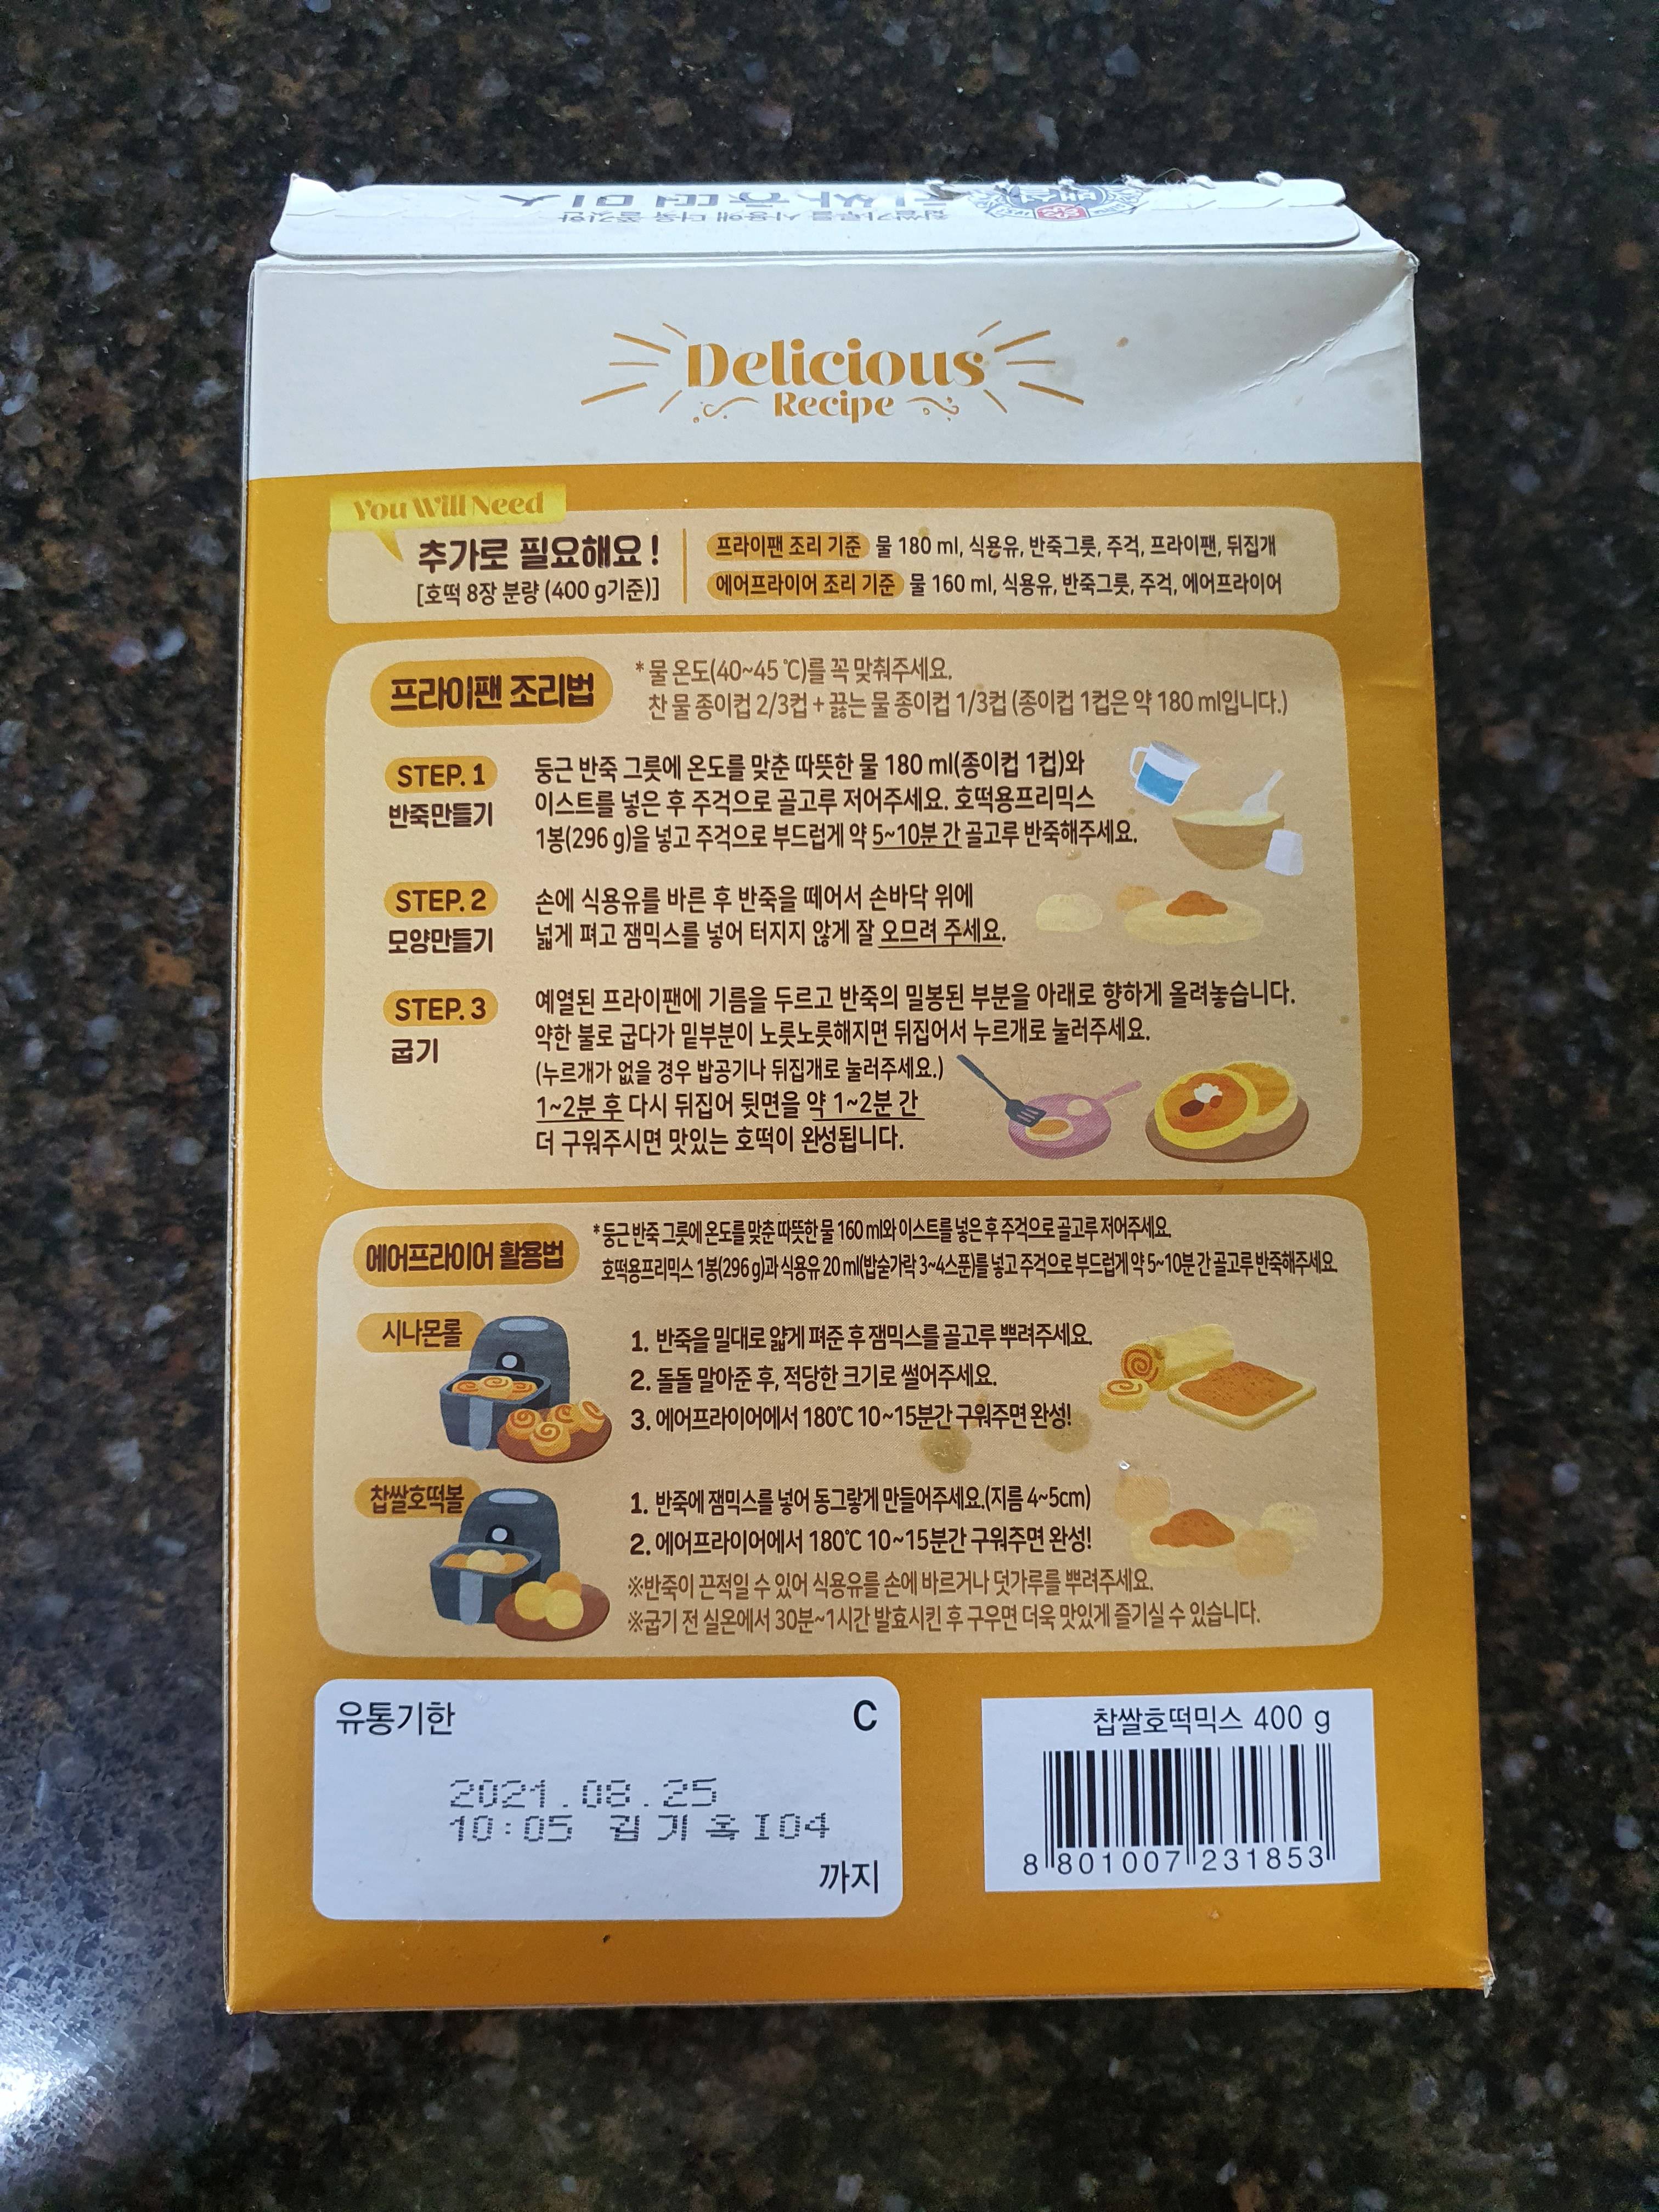 찹쌀가루를 사용해 더욱 쫄깃한
백설
Delicious
Recipe
You Will Need
추가로 필요해요!
[호떡 8장 분량 (400 g기준)]
프라이팬 조리 기준 물 180 ml, 식용유, 반죽그릇, 주걱, 프라이팬, 뒤집개
에어프라이어 조리 기준 물 160 ml, 식용유, 반죽그릇, 주걱, 에어프라이어
프라이팬 조리법
* 물 온도(40~45 ℃)를 꼭 맞춰주세요.
찬 물 종이컵 2/3컵 + 끓는 물 종이컵 1/3컵 (종이컵 1컵은 약 180 ml입니다.)
STEP. 1
반죽만들기
둥근 반죽 그릇에 온도를 맞춘 따뜻한 물 180 ml(종이컵 1컵)와
이스트를 넣은 후 주걱으로 골고루 저어주세요. 호떡용프리믹스
1봉(296 g)을 넣고 주걱으로 부드럽게 약 5~10분 간 골고루 반죽해주세요.
STEP. 2
모양만들기
손에 식용유를 바른 후 반죽을 떼어서 손바닥 위에
넓게 펴고 잼믹스를 넣어 터지지 않게 잘 오므려 주세요.
STEP. 3
굽기
예열된 프라이팬에 기름을 두르고 반죽의 밀봉된 부분을 아래로 향하게 올려놓습니다.
약한 불로 굽다가 밑부분이 노릇노릇해지면 뒤집어서 누르개로 눌러주세요.
(누르개가 없을 경우 밥공기나 뒤집개로 눌러주세요.)
1~2분 후 다시 뒤집어 뒷면을 약 1~2분 간
더 구워주시면 맛있는 호떡이 완성됩니다.
에어프라이어 활용법
* 둥근 반죽 그릇에 온도를 맞춘 따뜻한 물 160 ml와 이스트를 넣은 후 주걱으로 골고루 저어주세요.
호떡용프리믹스 1봉(296 g)과 식용유 20 ml(밥숟가락 3~4스푼)를 넣고 주걱으로 부드럽게 약 5~10분 간 골고루 반죽해주세요.
시나몬롤
1. 반죽을 밀대로 얇게 펴준 후 잼믹스를 골고루 뿌려주세요.
2. 돌돌 말아준 후, 적당한 크기로 썰어주세요.
3. 에어프라이어에서 180℃ 10~15분간 구워주면 완성!
찹쌀호떡볼
1. 반죽에 잼믹스를 넣어 동그랗게 만들어주세요.(지름 4~5cm)
2. 에어프라이어에서 180℃ 10~15분간 구워주면 완성!
※반죽이 끈적일 수 있어 식용유를 손에 바르거나 덧가루를 뿌려주세요.
※굽기 전 실온에서 30분~1시간 발효시킨 후 구우면 더욱 맛있게 즐기실 수 있습니다.
유통기한 C
2021.08.25
10:05 김기옥I04
까지
찹쌀호떡믹스 400 g
8 801007 231853